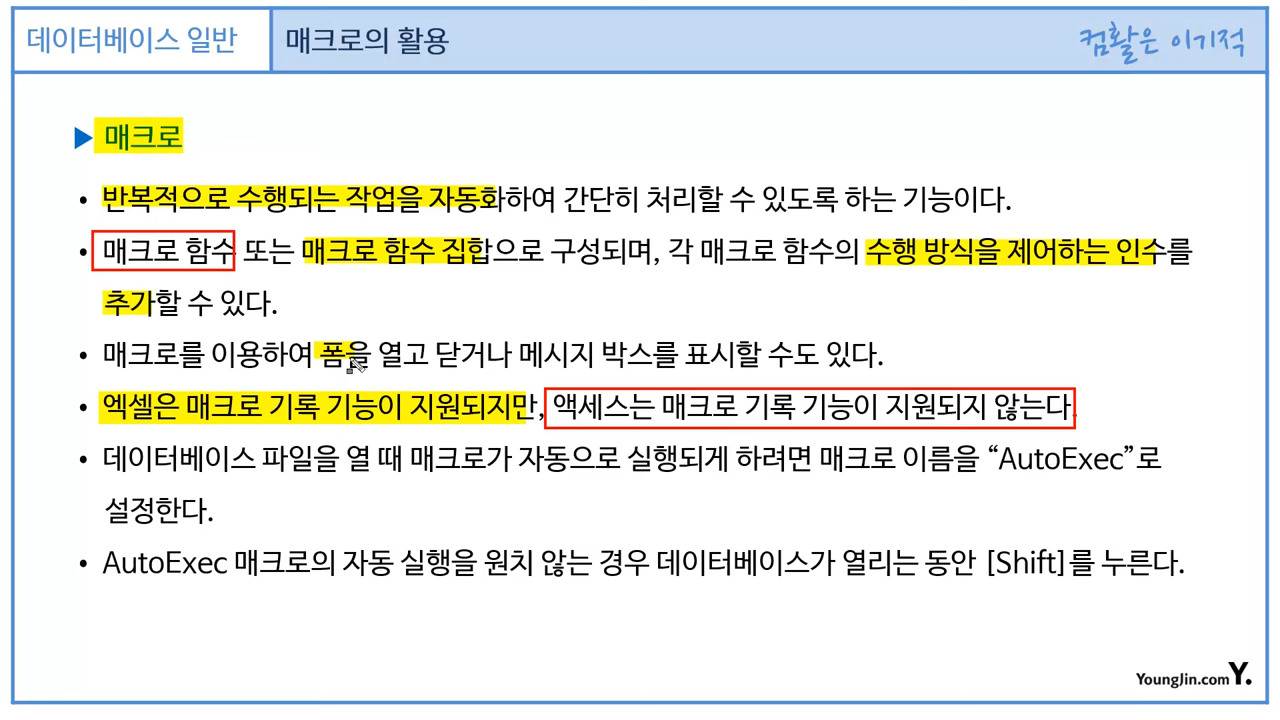 데이터베이스 일반
매크로의 활용
컴활은 이기적
▶ 매크로
• 반복적으로 수행되는 작업을 자동화하여 간단히 처리할 수 있도록 하는 기능이다.
• 매크로 함수 또는 매크로 함수 집합으로 구성되며, 각 매크로 함수의 수행 방식을 제어하는 인수를
추가할 수 있다.
• 매크로를 이용하여 폼을 열고 닫거나 메시지 박스를 표시할 수도 있다.
• 엑셀은 매크로 기록 기능이 지원되지만, 액세스는 매크로 기록 기능이 지원되지 않는다.
• 데이터베이스 파일을 열 때 매크로가 자동으로 실행되게 하려면 매크로 이름을 “AutoExec”로
설정한다.
• AutoExec 매크로의 자동 실행을 원치 않는 경우 데이터베이스가 열리는 동안 [Shift]를 누른다.
YoungJin.com Y.